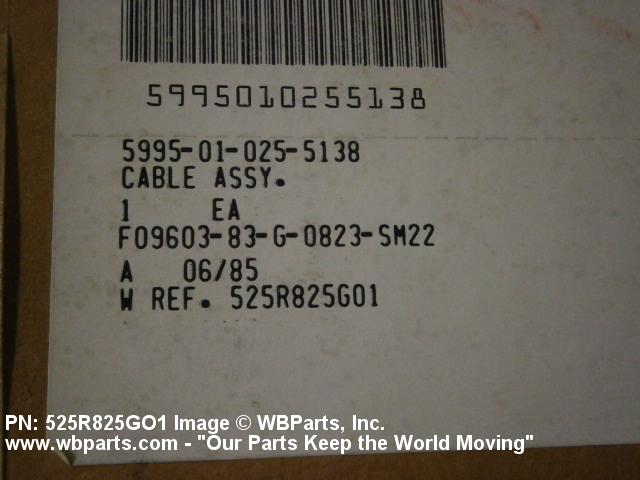 5995010255138
5995-01-025-5138
CABLE ASSY.
1 EA
F09603-83-G-0823-SM22
A 06/85
W REF. 525R825G01
PN: 525R825GO1 Image © WBParts, Inc.
www.wbparts.com - "Our Parts Keep the World Moving"